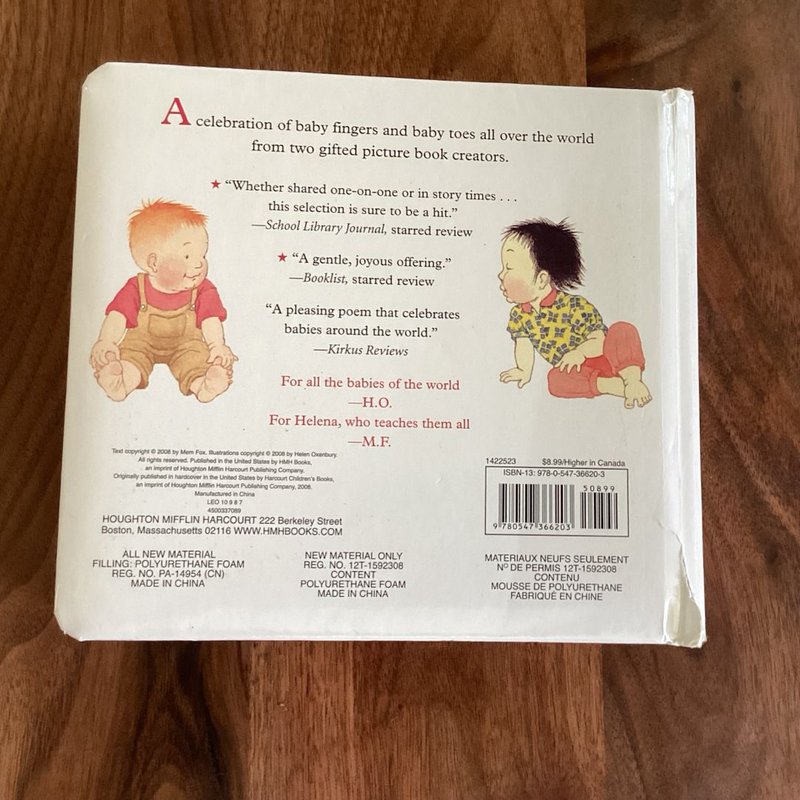 A celebration of baby fingers and baby toes all over the world
from two gifted picture book creators.
★ “Whether shared one-on-one or in story times . . .
this selection is sure to be a hit.”
—School Library Journal, starred review
★ “A gentle, joyous offering.”
—Booklist, starred review
“A pleasing poem that celebrates
babies around the world.”
—Kirkus Reviews
For all the babies of the world
—H.O.
For Helena, who teaches them all
—M.F.
Text copyright © 2008 by Mem Fox. Illustrations copyright © 2008 by Helen Oxenbury.
All rights reserved. Published in the United States by HMH Books,
an imprint of Houghton Mifflin Harcourt Publishing Company.
Originally published in hardcover in the United States by Harcourt Children's Books,
an imprint of Houghton Mifflin Harcourt Publishing Company, 2008.
Manufactured in China
LEO 10 9 8 7
4500337089
HOUGHTON MIFFLIN HARCOURT 222 Berkeley Street
Boston, Massachusetts 02116 WWW.HMHBOOKS.COM
1422523 $8.99/Higher in Canada
ISBN-13: 978-0-547-36620-3
50899
9 780547 366203
ALL NEW MATERIAL
FILLING: POLYURETHANE FOAM
REG. NO. PA-14954 (CN)
MADE IN CHINA
NEW MATERIAL ONLY
REG. NO. 12T-1592308
CONTENT
POLYURETHANE FOAM
MADE IN CHINA
MATERIAUX NEUFS SEULEMENT
Nº DE PERMIS 12T-1592308
CONTENU
MOUSSE DE POLYURETHANE
FABRIQUÉ EN CHINE